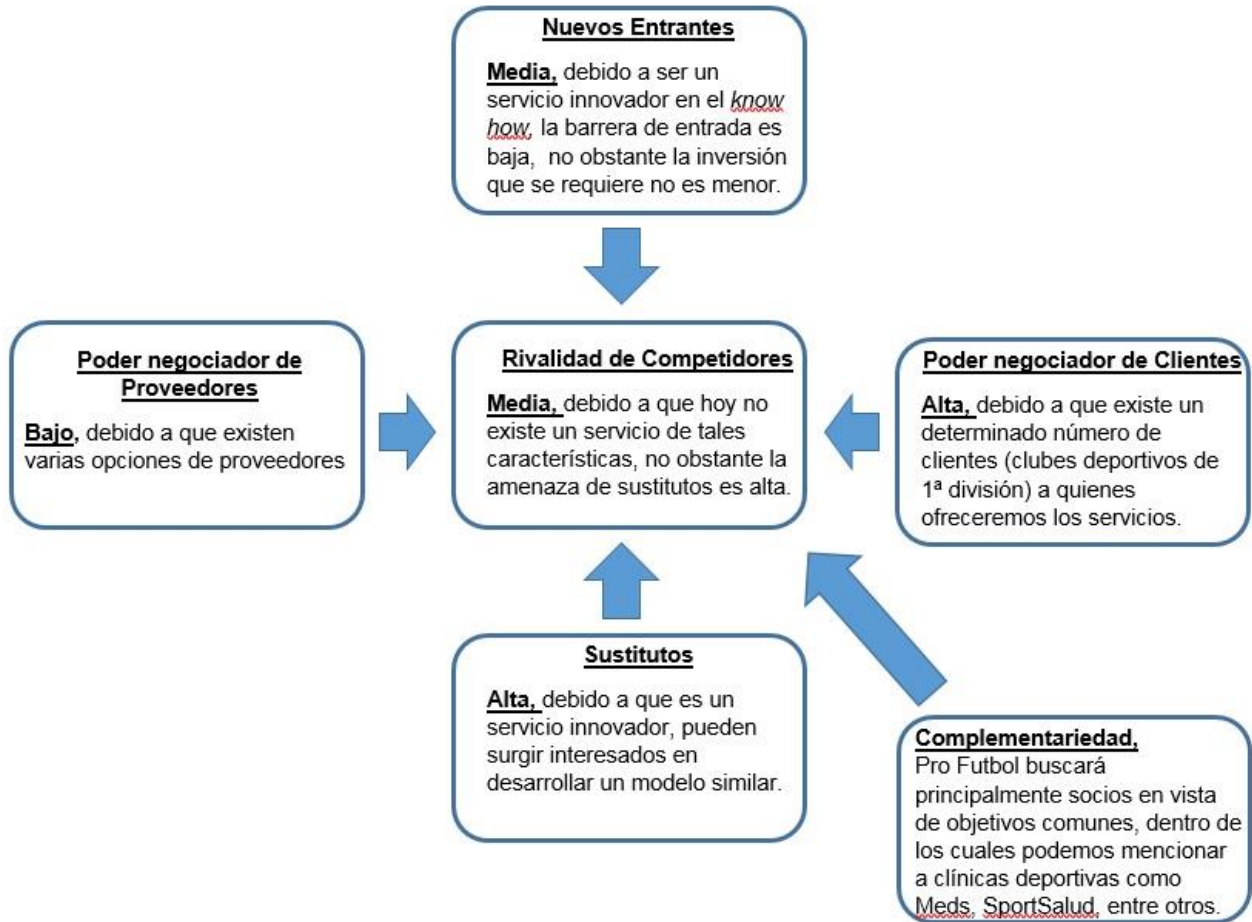 Nuevos Entrantes
Media, debido a ser un
servicio innovador en el know
how, la barrera de entrada es
baja, no obstante la inversión
que se requiere no es menor.
Poder negociador de
Proveedores
Bajo, debido a que existen
varias opciones de proveedores
Rivalidad de Competidores
Media, debido a que hoy no
existe un servicio de tales
características, no obstante la
amenaza de sustitutos es alta.
Poder negociador de Clientes
Alta, debido a que existe un
determinado número de
clientes (clubes deportivos de
1ª división) a quienes
ofreceremos los servicios.
Sustitutos
Alta, debido a que es un
servicio innovador, pueden
surgir interesados en
desarrollar un modelo similar.
Complementariedad,
Pro Futbol buscará
principalmente socios en vista
de objetivos comunes, dentro de
los cuales podemos mencionar
a clínicas deportivas como
Meds, SportSalud, entre otros.